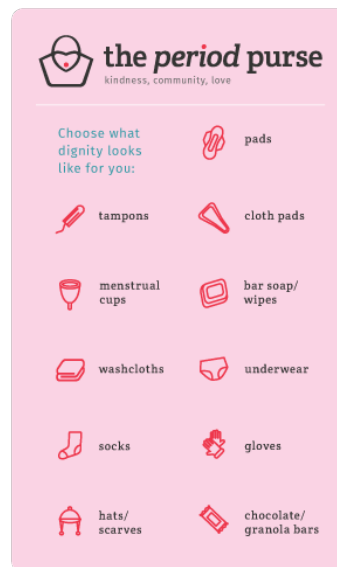 the period purse
kindness, community, love
Choose what
dignity looks
like for you:
pads
tampons
cloth pads
menstrual
cups
bar soap/
wipes
washcloths
underwear
socks
gloves
hats/
scarves
chocolate/
granola bars